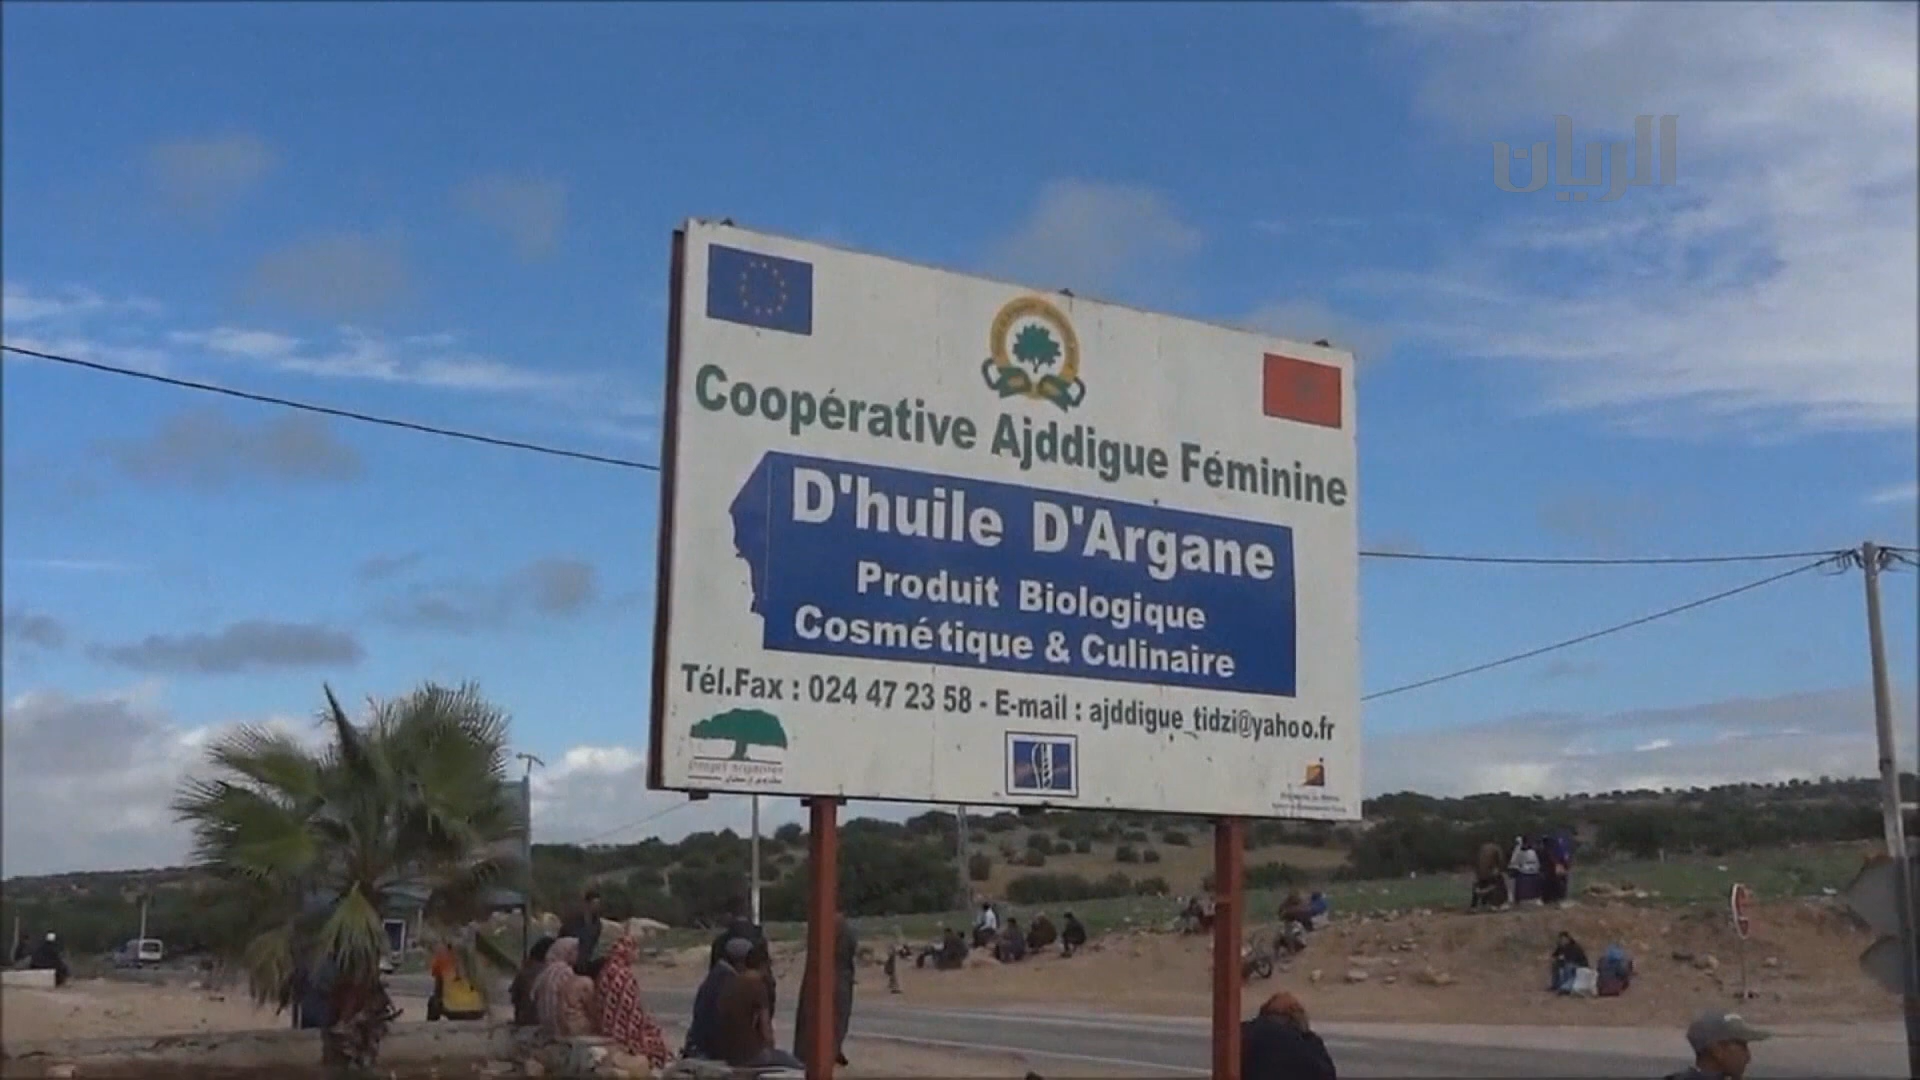 الريان
Coopérative Ajddigue Féminine
D'huile D'Argane
Produit Biologique
Cosmétique & Culinaire
Tél.Fax : 024 47 23 58 - E-mail : ajddigue_tidzi@yahoo.fr